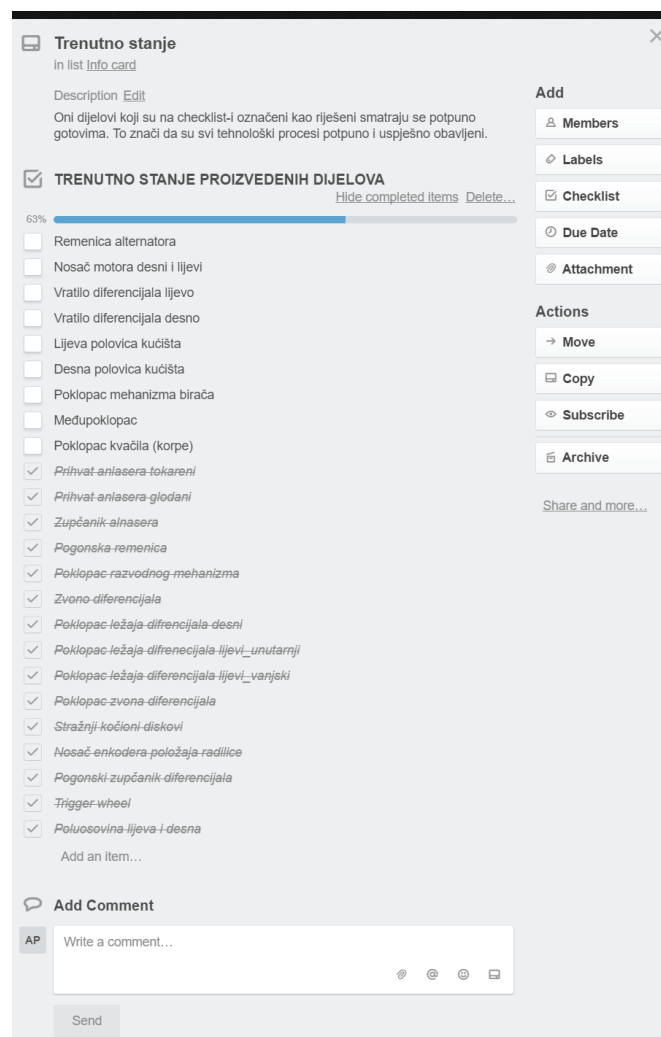 Trenutno stanje
in list Info card
Description Edit
Oni dijelovi koji su na checklist-i označeni kao riješeni smatraju se potpuno
gotovima. To znači da su svi tehnološki procesi potpuno i uspješno obavljeni.
TRENUTNO STANJE PROIZVEDENIH DIJELOVA
Hide completed items Delete…
63%
Remenica alternatora
Nosač motora desni i lijevi
Vratilo diferencijala lijevo
Vratilo diferencijala desno
Lijeva polovica kućišta
Desna polovica kućišta
Poklopac mehanizma birača
Međupoklopac
Poklopac kvačila (korpe)
Prihvat anlasera tokareni
Prihvat anlasera glodani
Zupčanik alnasera
Pogonska remenica
Poklopac razvodnog mehanizma
Zvono diferencijala
Poklopac ležaja difrencijala desni
Poklopac ležaja difrenecijala lijevi_unutarnji
Poklopac ležaja diferencijala lijevi_vanjski
Poklopac zvona diferencijala
Stražnji kočioni diskovi
Nosač enkodera položaja radilice
Pogonski zupčanik diferencijala
Trigger wheel
Poluosovina lijeva i desna
Add an item…
Add Comment
AP
Write a comment…
@
Send
Add
Members
Labels
Checklist
Due Date
Attachment
Actions
Move
Copy
Subscribe
Archive
Share and more…